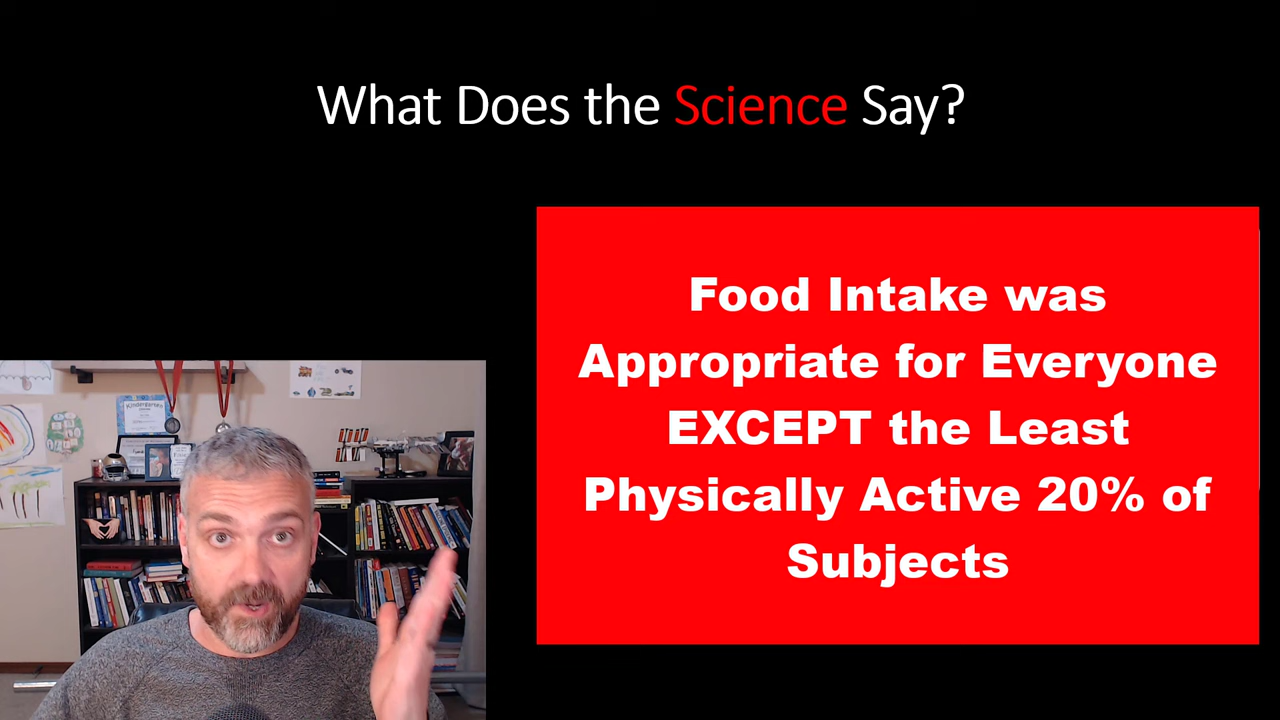 What Does the Science Say?
Food Intake was
Appropriate for Everyone
EXCEPT the Least
Physically Active 20% of
Subjects
Kindergarten